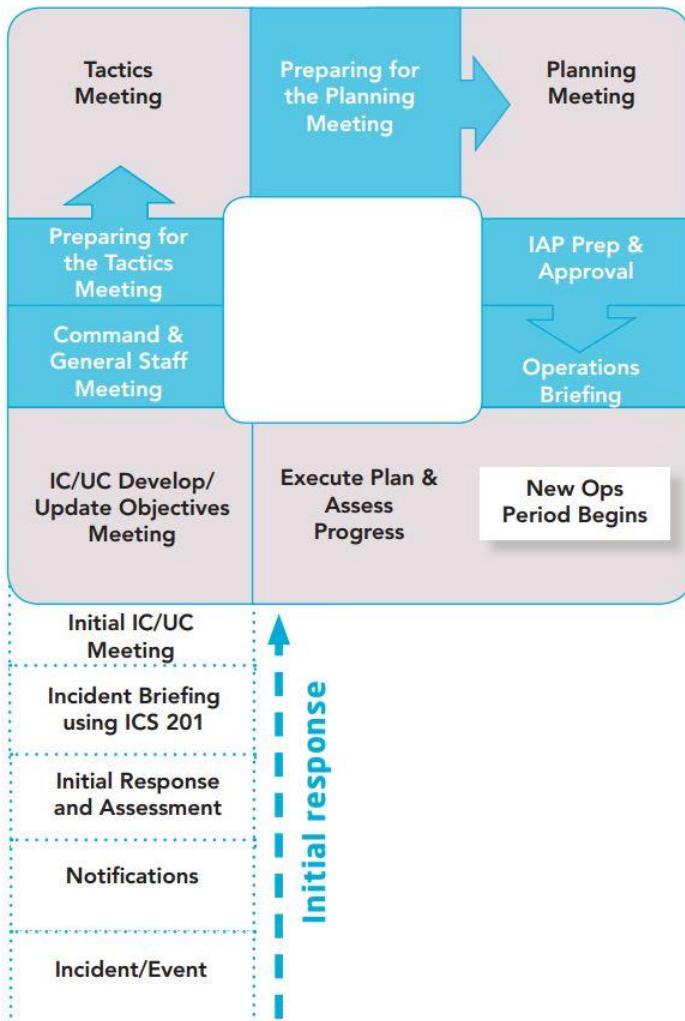 Tactics
Meeting
Preparing for
the Planning
Meeting
Planning
Meeting
Preparing for
the Tactics
Meeting
IAP Prep &
Approval
Command &
General Staff
Meeting
Operations
Briefing
IC/UC Develop/
Update Objectives
Meeting
Execute Plan &
Assess
Progress
New Ops
Period Begins
Initial IC/UC
Meeting
Incident Briefing
using ICS 201
Initial Response
and Assessment
Notifications
Incident/Event
Initial response